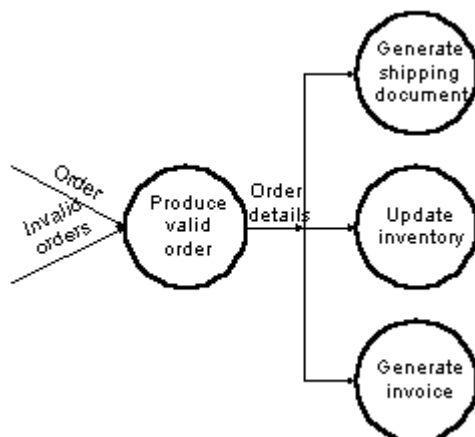 Generate
shipping
document
Order
Invalid
orders
Produce
valid
order
Order
details
Update
inventory
Generate
invoice